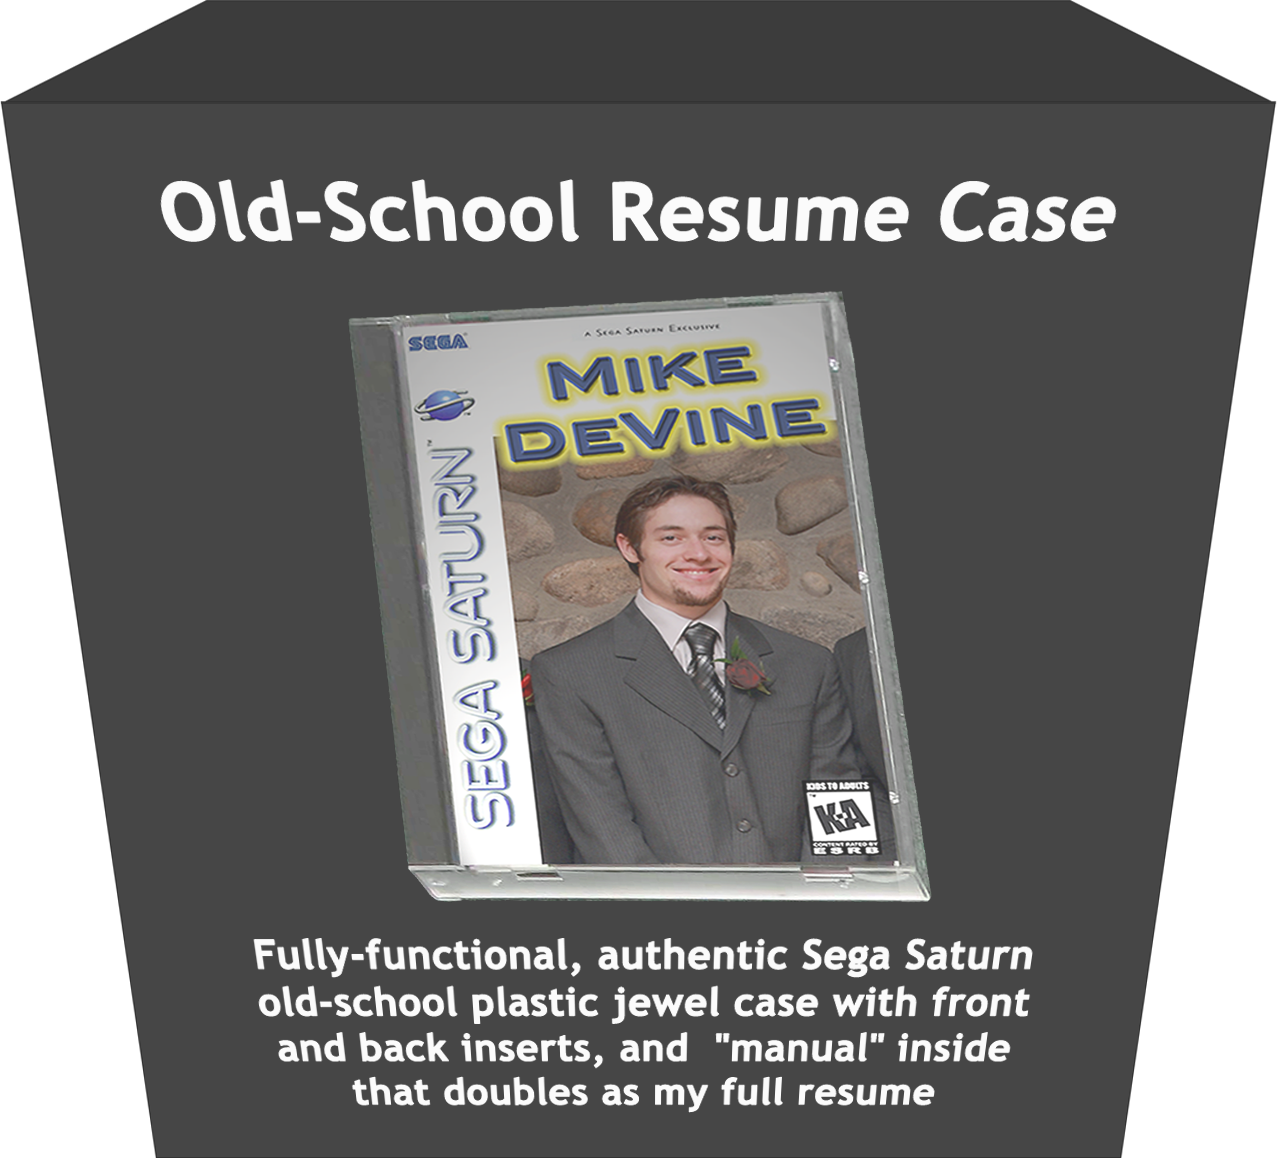 Old-School Resume Case
SEGA
A SEGA SATURN EXCLUSIVE
MIKE
DEVINE
SEGA SATURN™
KIDS TO ADULTS
K-A
CONTENT RATED BY
ESRB
Fully-functional, authentic Sega Saturn
old-school plastic jewel case with front
and back inserts, and "manual" inside
that doubles as my full resume